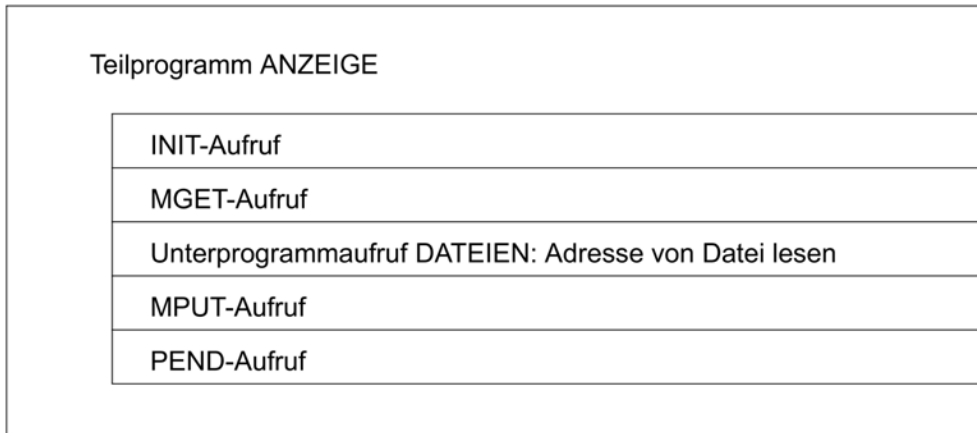 Teilprogramm ANZEIGE
INIT-Aufruf
MGET-Aufruf
Unterprogrammaufruf DATEIEN: Adresse von Datei lesen
MPUT-Aufruf
PEND-Aufruf